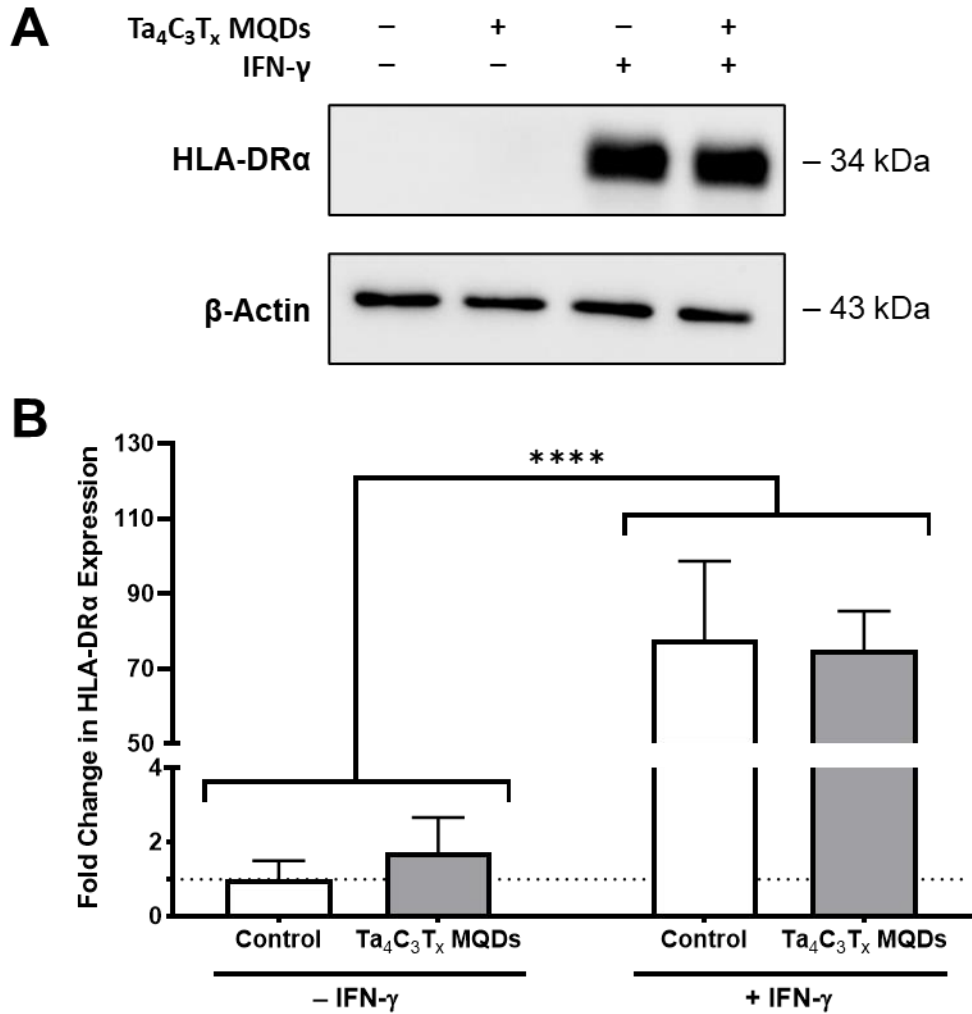 A
Ta₄C₃Tₓ MQDs – + – +
IFN-γ – – + +
HLA-DRα – 34 kDa
β-Actin – 43 kDa
B
Fold Change in HLA-DRα Expression
130
110
90
70
50
4
2
0
****
Control Ta₄C₃Tₓ MQDs Control Ta₄C₃Tₓ MQDs
– IFN-γ + IFN-γ